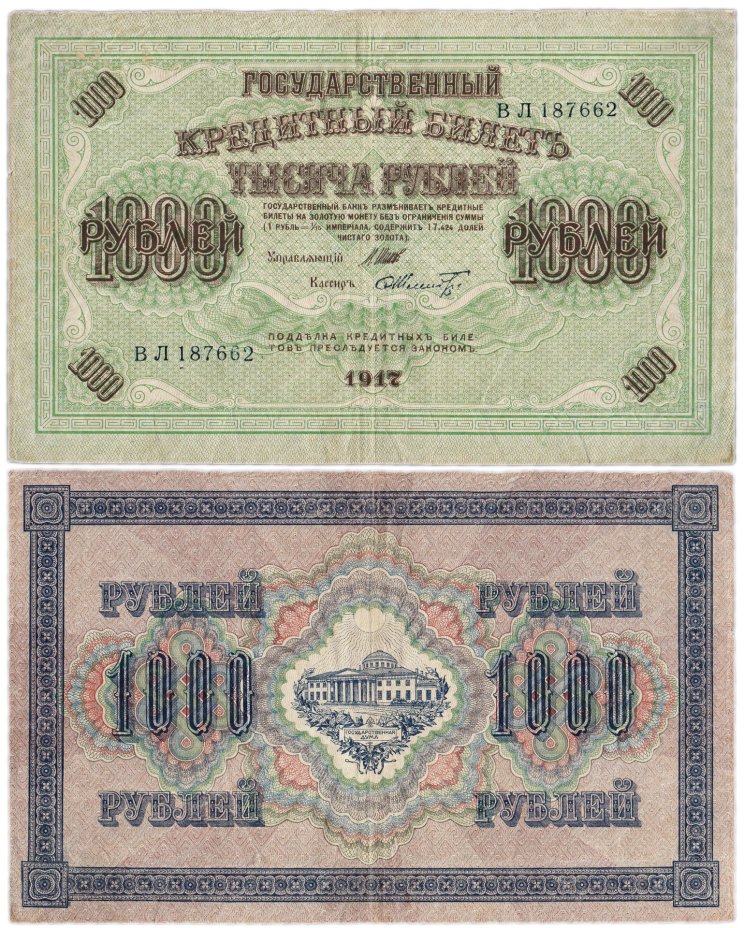 1000
1000
ГОСУДАРСТВЕННЫЙ
ВЛ 187662
КРЕДИТНЫЙ БИЛЕТЪ
ТЫСЯЧА РУБЛЕЙ
ГОСУДАРСТВЕННЫЙ БАНКЪ РАЗМѢНИВАЕТЪ КРЕДИТНЫЕ
БИЛЕТЫ НА ЗОЛОТУЮ МОНЕТУ БЕЗЪ ОГРАНИЧЕНІЯ СУММЫ
(1 РУБЛЬ = 1/15 ИМПЕРІАЛА, СОДЕРЖИТЪ 17.424 ДОЛЕЙ
ЧИСТАГО ЗОЛОТА).
1000 РУБЛЕЙ
1000 РУБЛЕЙ
Управляющій
Кассиръ
ПОДДѢЛКА КРЕДИТНЫХЪ БИЛЕ-
ТОВЪ ПРЕСЛѢДУЕТСЯ ЗАКОНОМЪ
ВЛ 187662
1000
1917
1000
РУБЛЕЙ
РУБЛЕЙ
1000
1000
ГОСУДАРСТВЕННАЯ
ДУМА
РУБЛЕЙ
РУБЛЕЙ